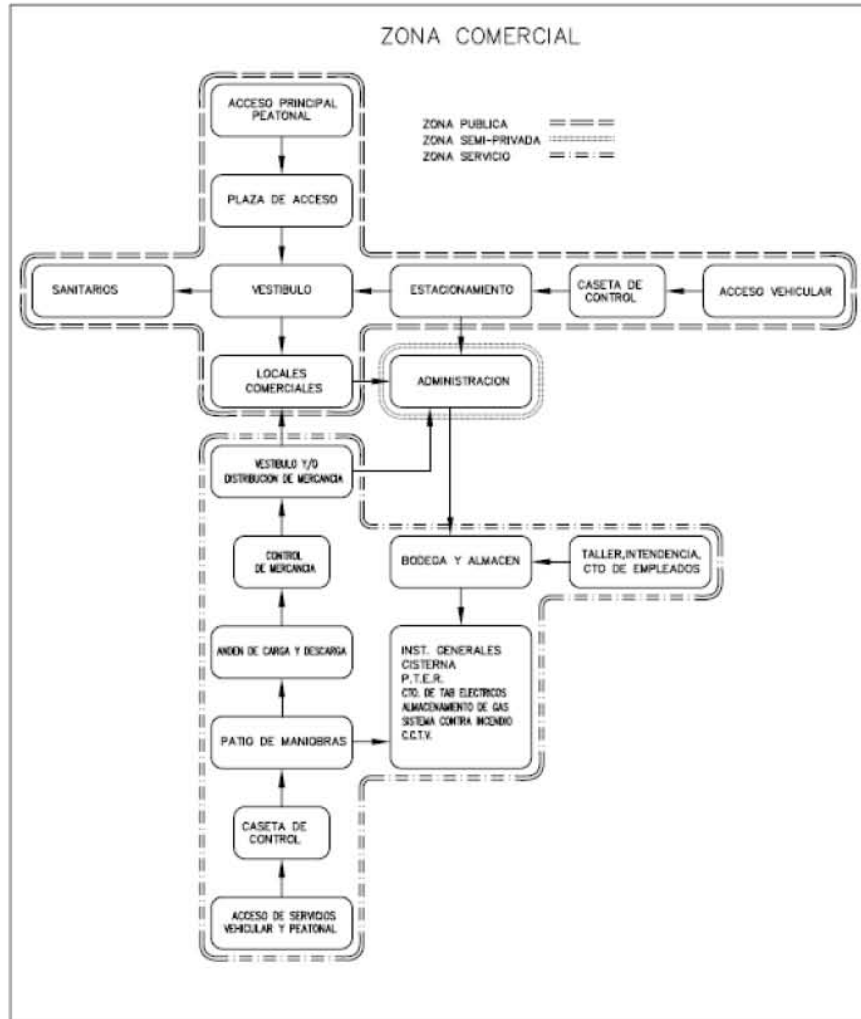 ZONA COMERCIAL
ACCESO PRINCIPAL
PEATONAL
ZONA PUBLICA
ZONA SEMI-PRIVADA
ZONA SERVICIO
PLAZA DE ACCESO
SANITARIOS
VESTIBULO
ESTACIONAMIENTO
CASETA DE
CONTROL
ACCESO VEHICULAR
LOCALES
COMERCIALES
ADMINISTRACION
VESTIBULO Y/O
DISTRIBUCION DE MERCANCIA
CONTROL
DE MERCANCIA
BODEGA Y ALMACEN
TALLER,INTENDENCIA,
CTO DE EMPLEADOS
ANDEN DE CARGA Y DESCARGA
INST. GENERALES
CISTERNA
P.T.E.R.
CTO. DE TAB ELECTRICOS
ALMACENAMIENTO DE GAS
SISTEMA CONTRA INCENDIO
C.C.T.V.
PATIO DE MANIOBRAS
CASETA DE
CONTROL
ACCESO DE SERVICIOS
VEHICULAR Y PEATONAL